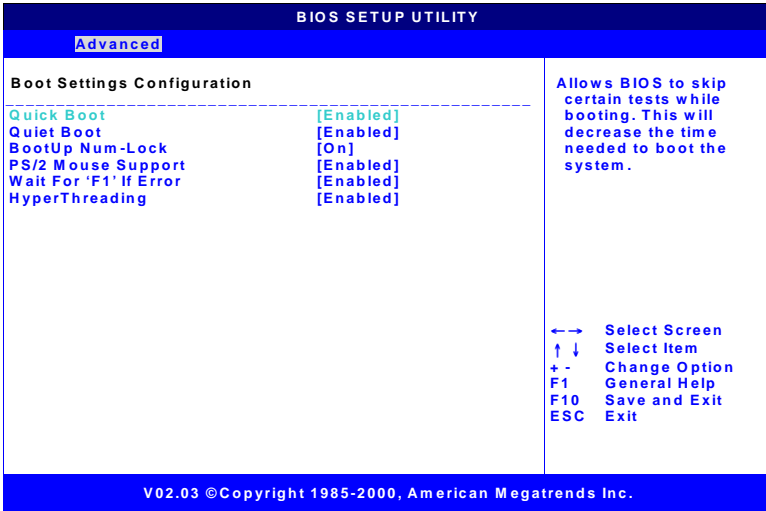 BIOS SETUP UTILITY
Advanced
Boot Settings Configuration
Quick Boot [Enabled]
Quiet Boot [Enabled]
BootUp Num-Lock [On]
PS/2 Mouse Support [Enabled]
Wait For ‘F1’ If Error [Enabled]
HyperThreading [Enabled]
Allows BIOS to skip
certain tests while
booting. This will
decrease the time
needed to boot the
system.
←→ Select Screen
↑ ↓ Select Item
+ - Change Option
F1 General Help
F10 Save and Exit
ESC Exit
V02.03 ©Copyright 1985-2000, American Megatrends Inc.